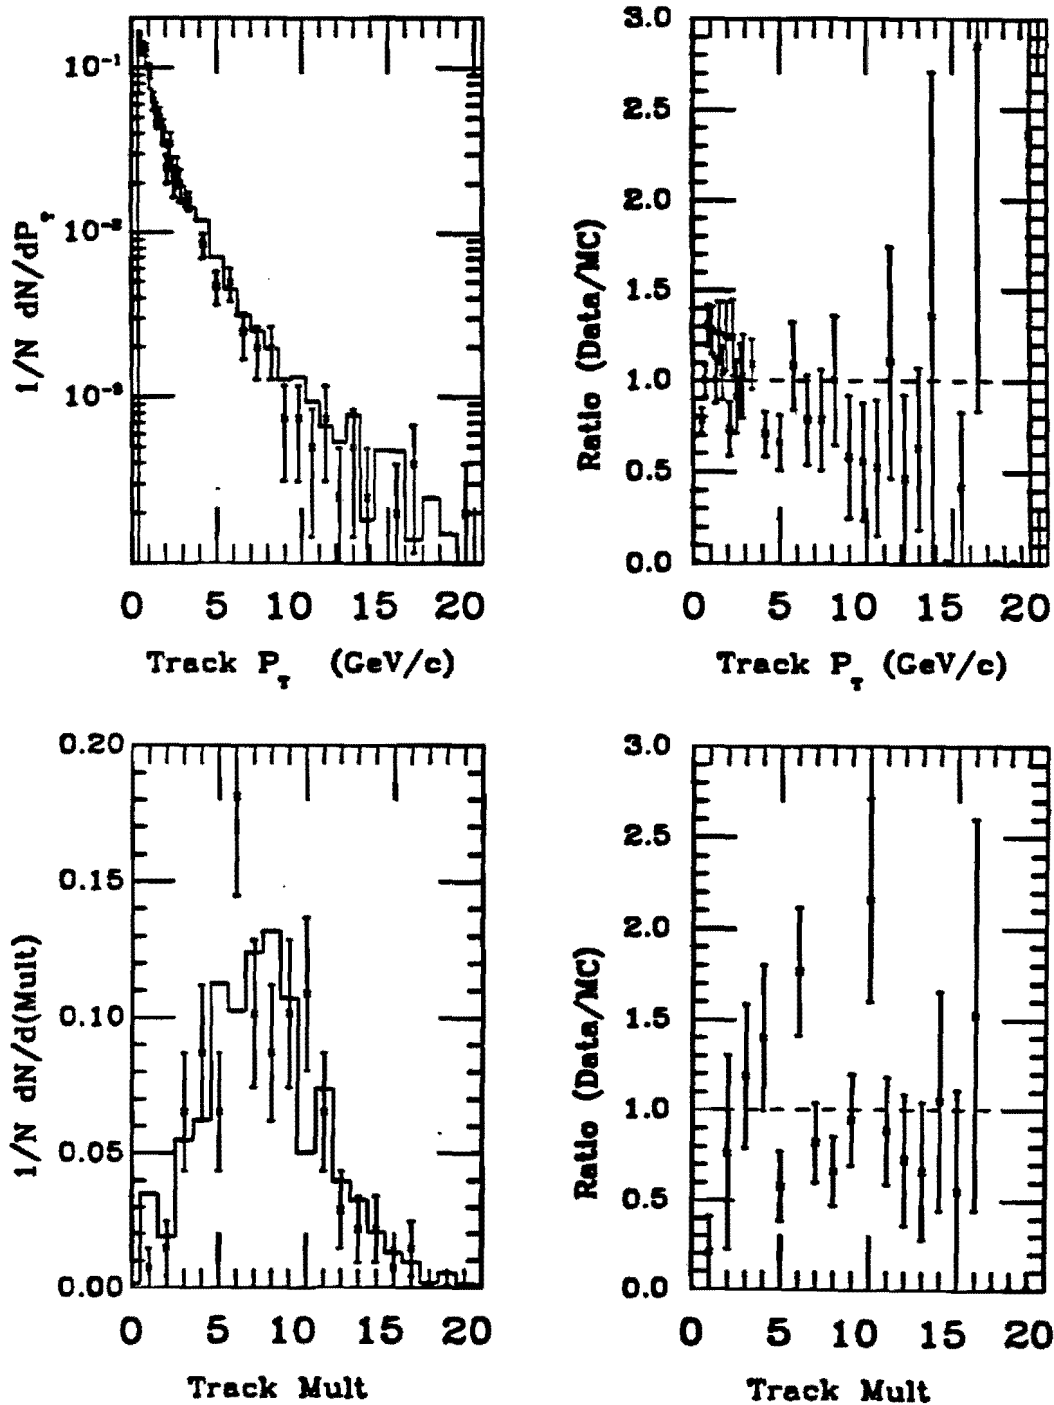 10⁻¹
10⁻²
10⁻³
1/N dN/dP_T
0 5 10 15 20
Track P_T (GeV/c)
3.0
2.5
2.0
1.5
1.0
0.5
0.0
Ratio (Data/MC)
0 5 10 15 20
Track P_T (GeV/c)
0.20
0.15
0.10
0.05
0.00
1/N dN/d(Mult)
0 5 10 15 20
Track Mult
3.0
2.5
2.0
1.5
1.0
0.5
0.0
Ratio (Data/MC)
0 5 10 15 20
Track Mult